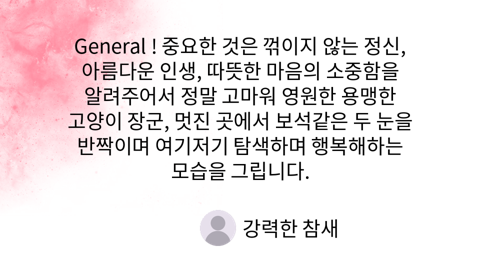 General ! 중요한 것은 꺾이지 않는 정신,
아름다운 인생, 따뜻한 마음의 소중함을
알려주어서 정말 고마워 영원한 용맹한
고양이 장군, 멋진 곳에서 보석같은 두 눈을
반짝이며 여기저기 탐색하며 행복해하는
모습을 그립니다.
강력한 참새